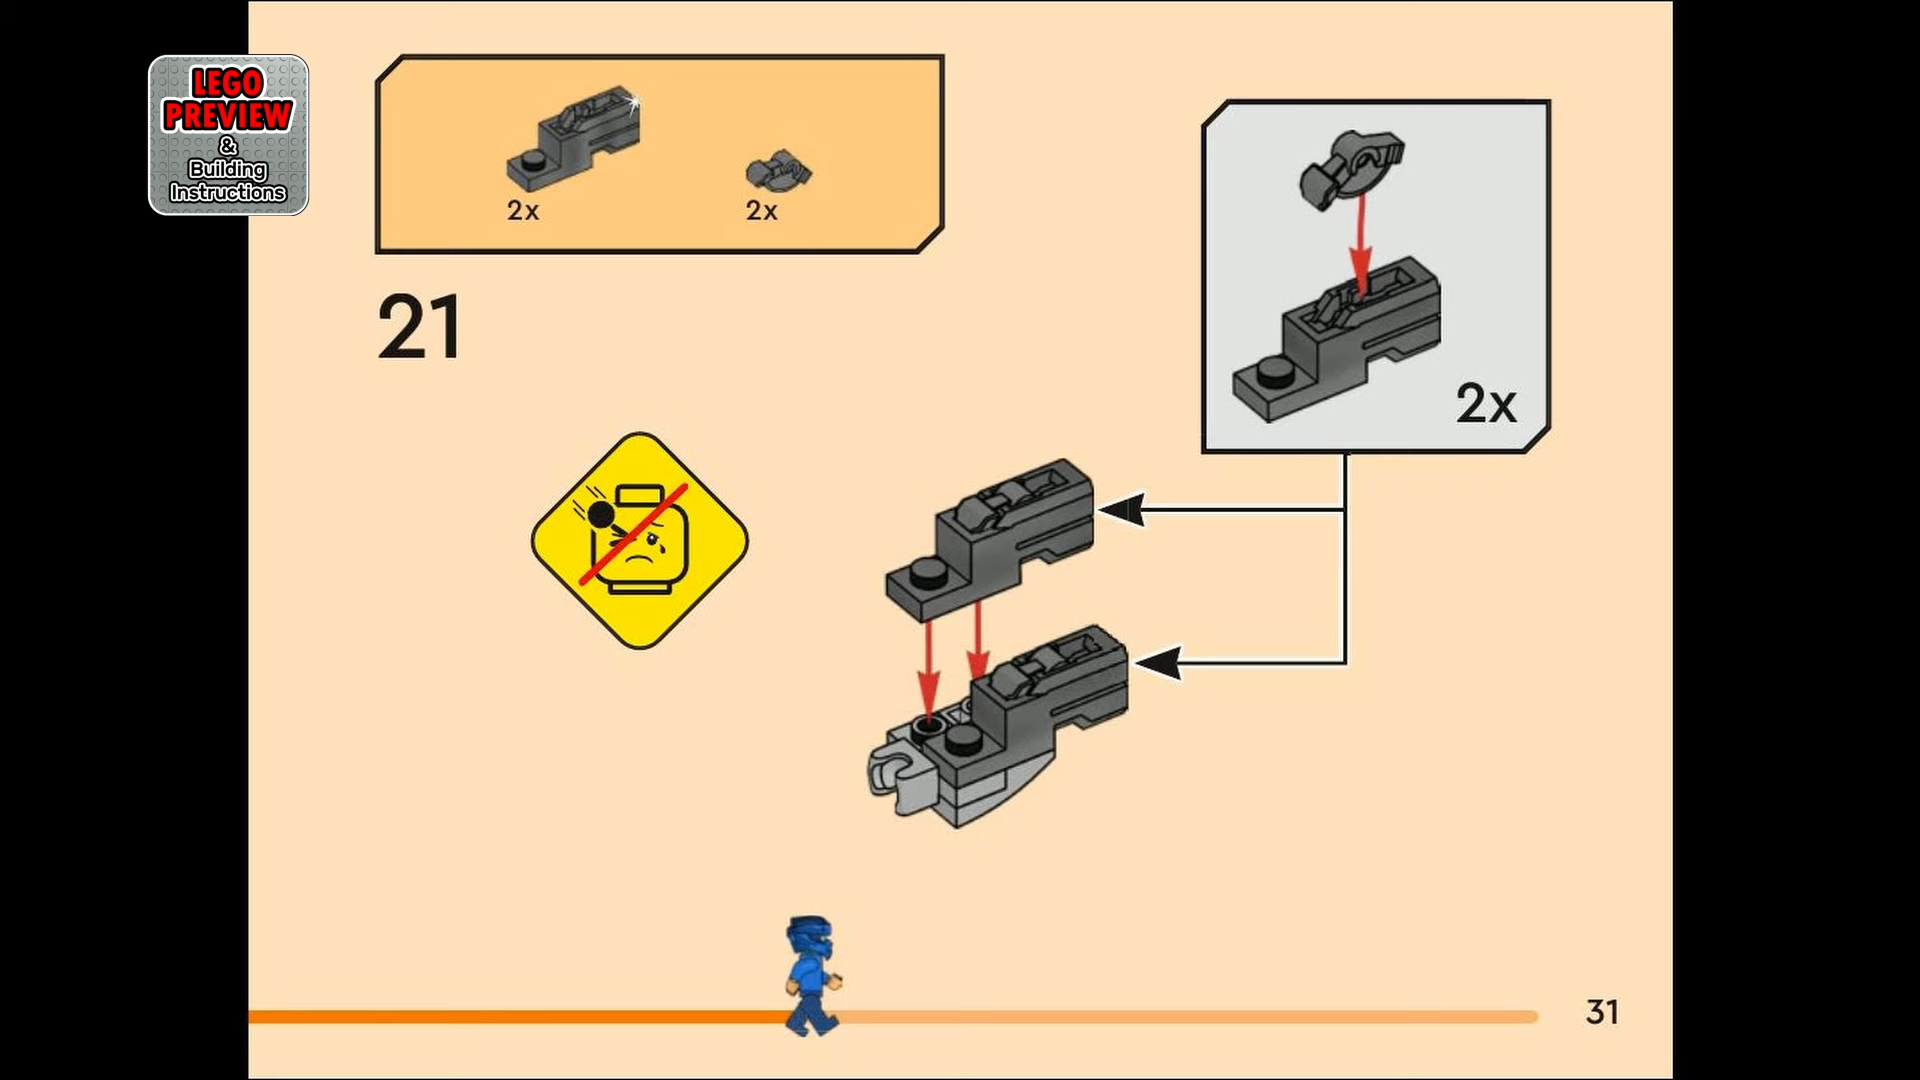 LEGO
PREVIEW
&
Building
Instructions
2x
2x
21
2x
31